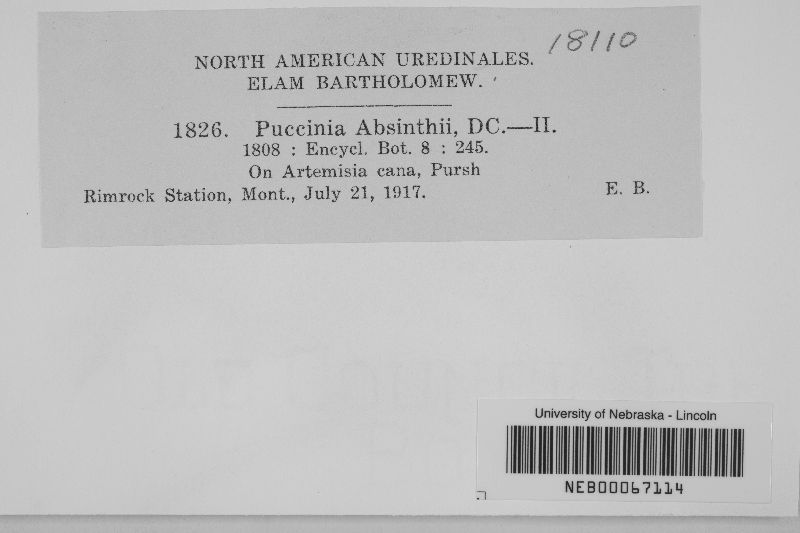 18110
NORTH AMERICAN UREDINALES.
ELAM BARTHOLOMEW.
1826. Puccinia Absinthii, DC.—II.
1808 : Encycl. Bot. 8 : 245.
On Artemisia cana, Pursh
Rimrock Station, Mont., July 21, 1917. E. B.
University of Nebraska - Lincoln
NEB00067114